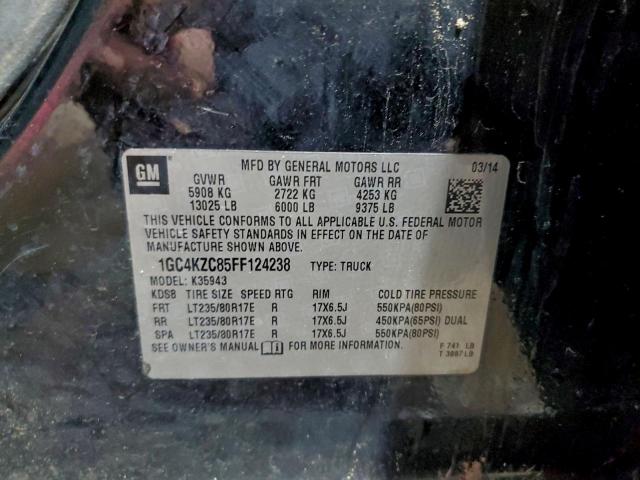 GM
MFD BY GENERAL MOTORS LLC 03/14
GVWR GAWR FRT GAWR RR
5908 KG 2722 KG 4253 KG
13025 LB 6000 LB 9375 LB
THIS VEHICLE CONFORMS TO ALL APPLICABLE U.S. FEDERAL MOTOR
VEHICLE SAFETY STANDARDS IN EFFECT ON THE DATE OF
MANUFACTURE SHOWN ABOVE.
1GC4KZC85FF124238 TYPE: TRUCK
MODEL: K35943
KDSB TIRE SIZE SPEED RTG RIM COLD TIRE PRESSURE
FRT LT235/80R17E R 17X6.5J 550KPA(80PSI)
RR LT235/80R17E R 17X6.5J 450KPA(65PSI) DUAL
SPA LT235/80R17E R 17X6.5J 550KPA(80PSI)
SEE OWNER'S MANUAL FOR MORE INFORMATION.
F 741 LB
T 3887 LB